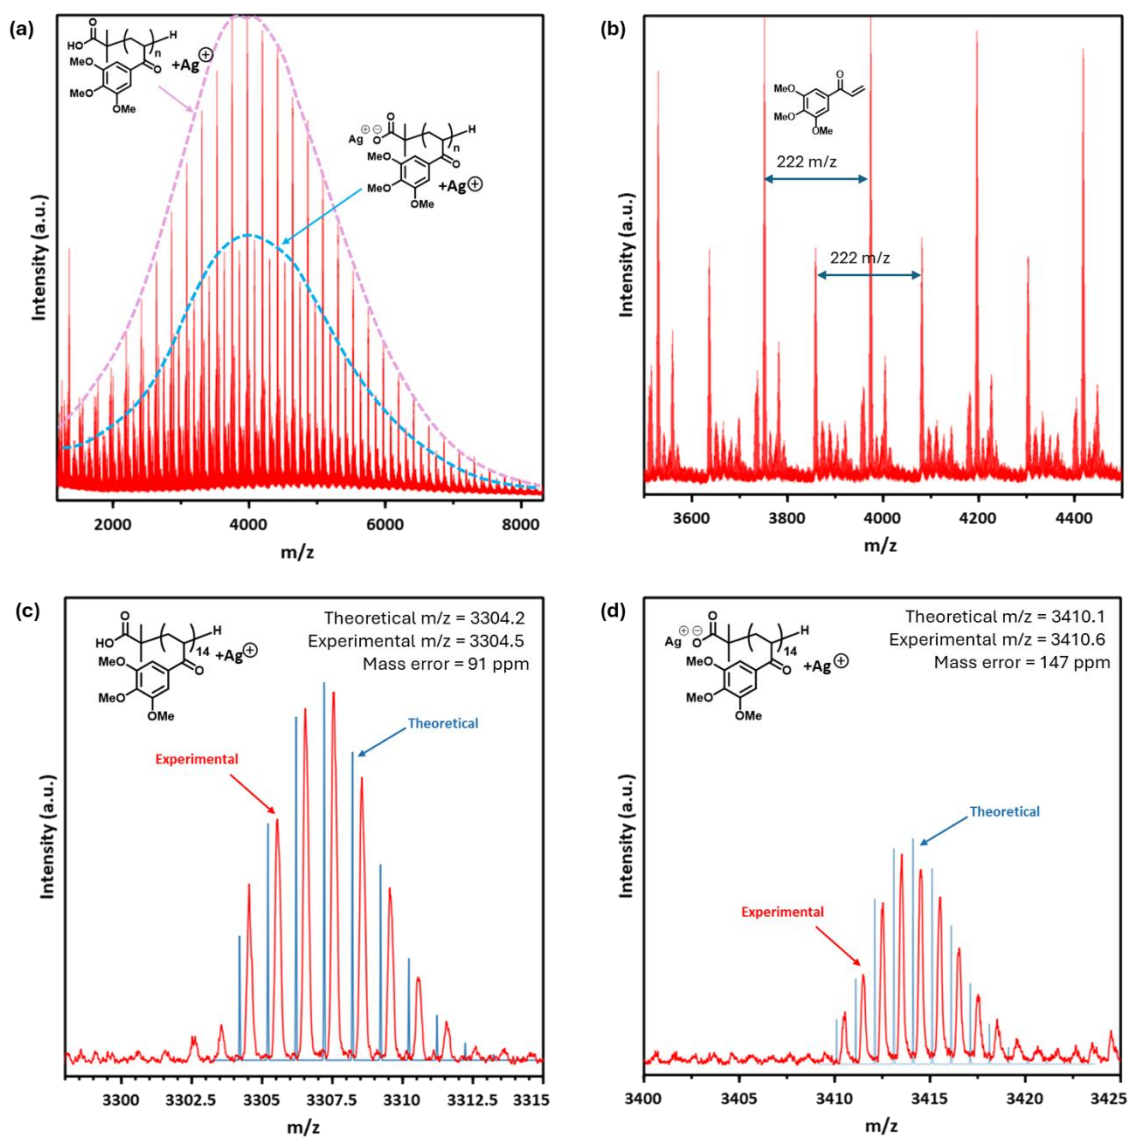 (a)
O
HO
H
n
MeO
O
+Ag⊕
MeO
OMe
Ag⊕ ⊖O
O
H
n
MeO
O
MeO
+Ag⊕
OMe
Intensity (a.u.)
2000 4000 6000 8000
m/z
(b)
O
MeO
MeO
OMe
222 m/z
222 m/z
Intensity (a.u.)
3600 3800 4000 4200 4400
m/z
(c)
O
HO
H
14
+Ag⊕
MeO
O
MeO
OMe
Theoretical m/z = 3304.2
Experimental m/z = 3304.5
Mass error = 91 ppm
Theoretical
Experimental
Intensity (a.u.)
3300 3302.5 3305 3307.5 3310 3312.5 3315
m/z
(d)
O
Ag⊕ ⊖O
H
14
+Ag⊕
MeO
O
MeO
OMe
Theoretical m/z = 3410.1
Experimental m/z = 3410.6
Mass error = 147 ppm
Theoretical
Experimental
Intensity (a.u.)
3400 3405 3410 3415 3420 3425
m/z